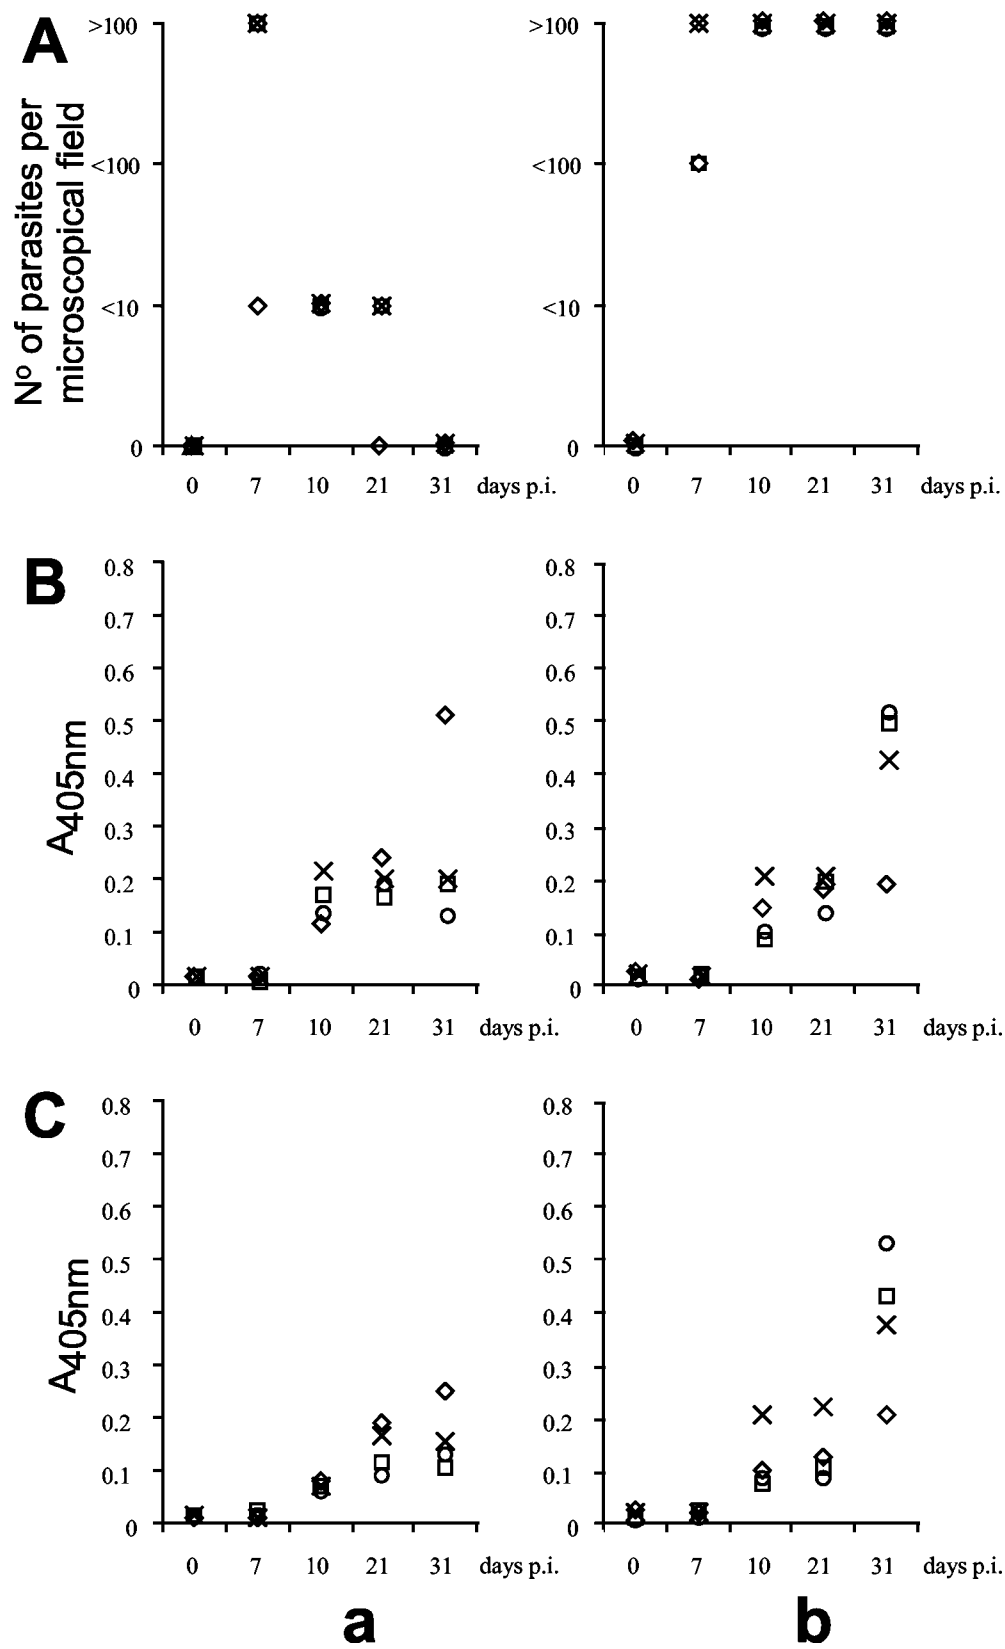 A
Nº of parasites per
microscopical field
>100
<100
<10
0
0 7 10 21 31 days p.i.
>100
<100
<10
0
0 7 10 21 31 days p.i.
B
A405nm
0.8
0.7
0.6
0.5
0.4
0.3
0.2
0.1
0
0 7 10 21 31 days p.i.
0.8
0.7
0.6
0.5
0.4
0.3
0.2
0.1
0
0 7 10 21 31 days p.i.
C
A405nm
0.8
0.7
0.6
0.5
0.4
0.3
0.2
0.1
0
0 7 10 21 31 days p.i.
0.8
0.7
0.6
0.5
0.4
0.3
0.2
0.1
0
0 7 10 21 31 days p.i.
a
b